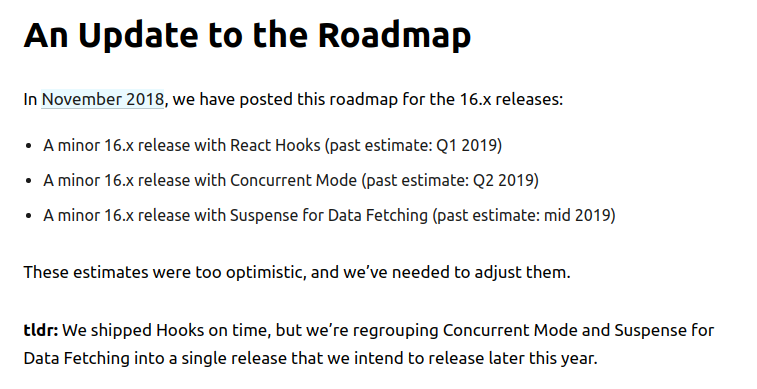 An Update to the Roadmap
In November 2018, we have posted this roadmap for the 16.x releases:
• A minor 16.x release with React Hooks (past estimate: Q1 2019)
• A minor 16.x release with Concurrent Mode (past estimate: Q2 2019)
• A minor 16.x release with Suspense for Data Fetching (past estimate: mid 2019)
These estimates were too optimistic, and we’ve needed to adjust them.
tldr: We shipped Hooks on time, but we’re regrouping Concurrent Mode and Suspense for
Data Fetching into a single release that we intend to release later this year.